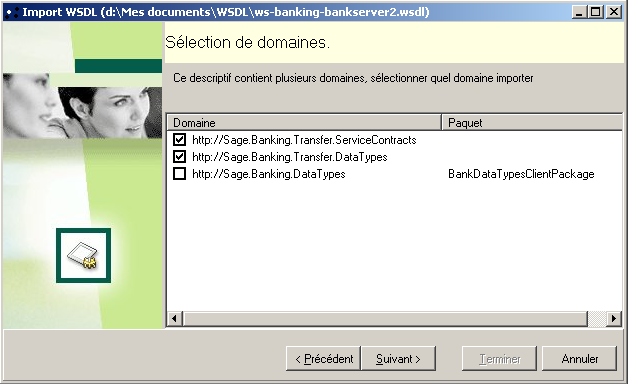 Import WSDL (d:\Mes documents\WSDL\ws-banking-bankserver2.wsdl)
Sélection de domaines.
Ce descriptif contient plusieurs domaines, sélectionner quel domaine importer
Domaine Paquet
http://Sage.Banking.Transfer.ServiceContracts
http://Sage.Banking.Transfer.DataTypes
http://Sage.Banking.DataTypes BankDataTypesClientPackage
< Précédent Suivant > Terminer Annuler